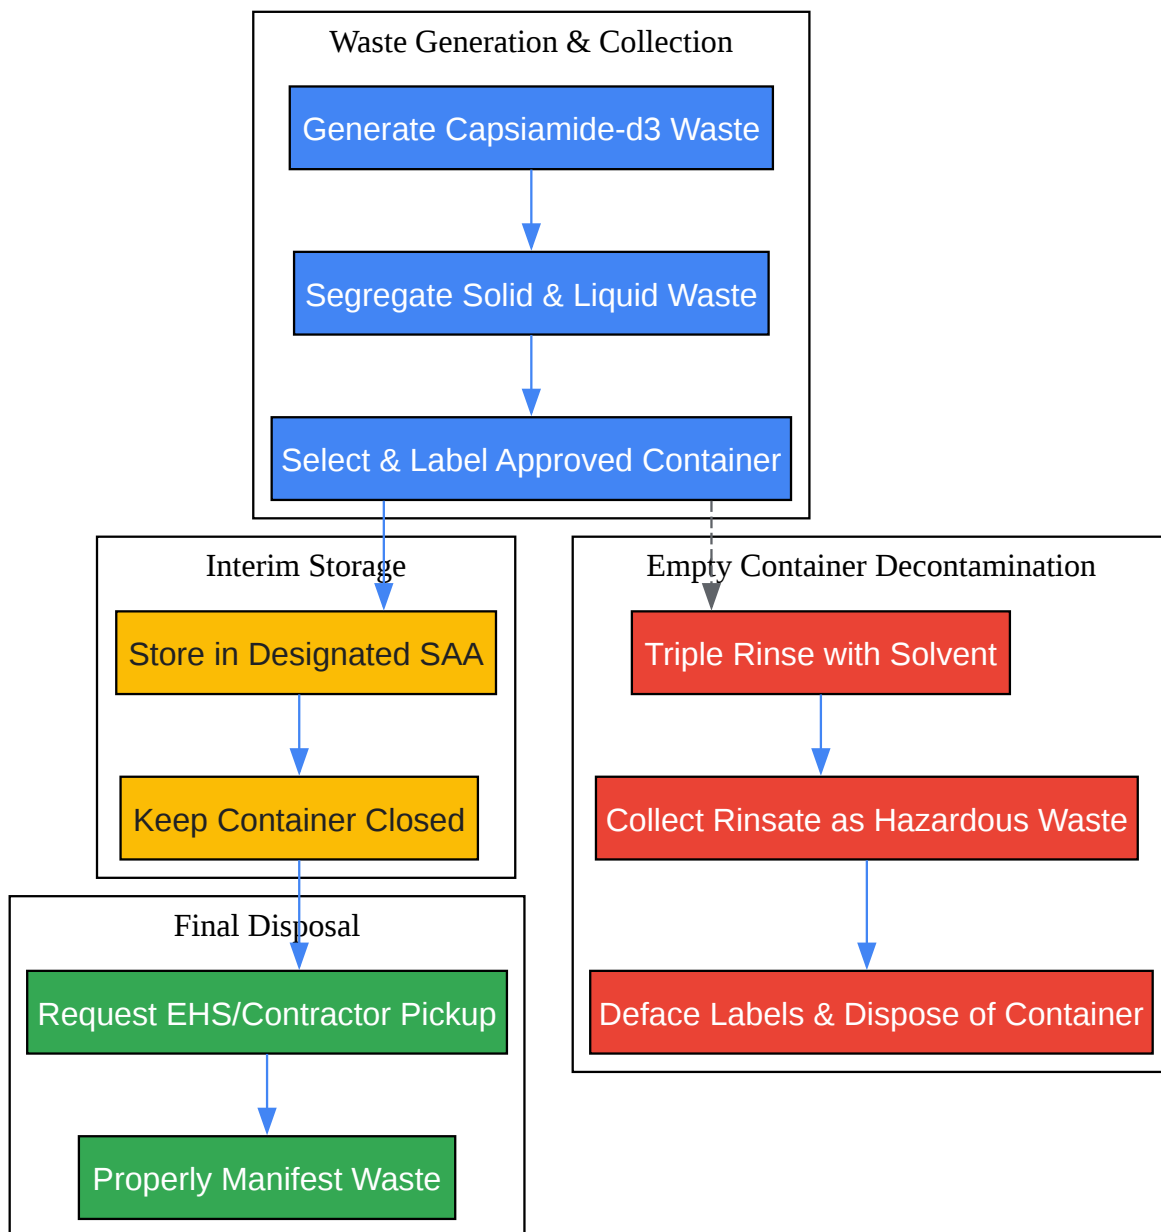 Waste Generation & Collection
Generate Capsiamide-d3 Waste
Segregate Solid & Liquid Waste
Select & Label Approved Container
Interim Storage
Store in Designated SAA
Keep Container Closed
Final Disposal
Request EHS/Contractor Pickup
Properly Manifest Waste
Empty Container Decontamination
Triple Rinse with Solvent
Collect Rinsate as Hazardous Waste
Deface Labels & Dispose of Container